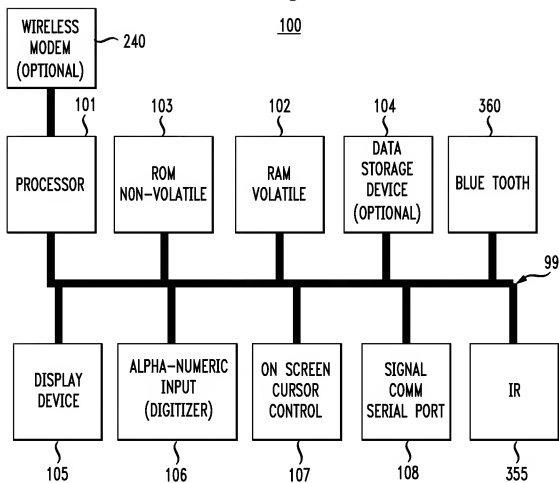 100
WIRELESS
MODEM
(OPTIONAL)
240
101
103
102
104
360
PROCESSOR
ROM
NON-VOLATILE
RAM
VOLATILE
DATA
STORAGE
DEVICE
(OPTIONAL)
BLUE TOOTH
99
DISPLAY
DEVICE
ALPHA-NUMERIC
INPUT
(DIGITIZER)
ON SCREEN
CURSOR
CONTROL
SIGNAL
COMM
SERIAL PORT
IR
105
106
107
108
355